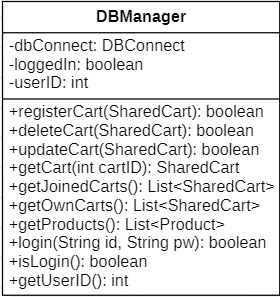 DBManager
-dbConnect: DBConnect
-loggedIn: boolean
-userID: int
+registerCart(SharedCart): boolean
+deleteCart(SharedCart): boolean
+updateCart(SharedCart): boolean
+getCart(int cartID): SharedCart
+getJoinedCarts(): List<SharedCart>
+getOwnCarts(): List<SharedCart>
+getProducts(): List<Product>
+login(String id, String pw): boolean
+isLogin(): boolean
+getUserID(): int